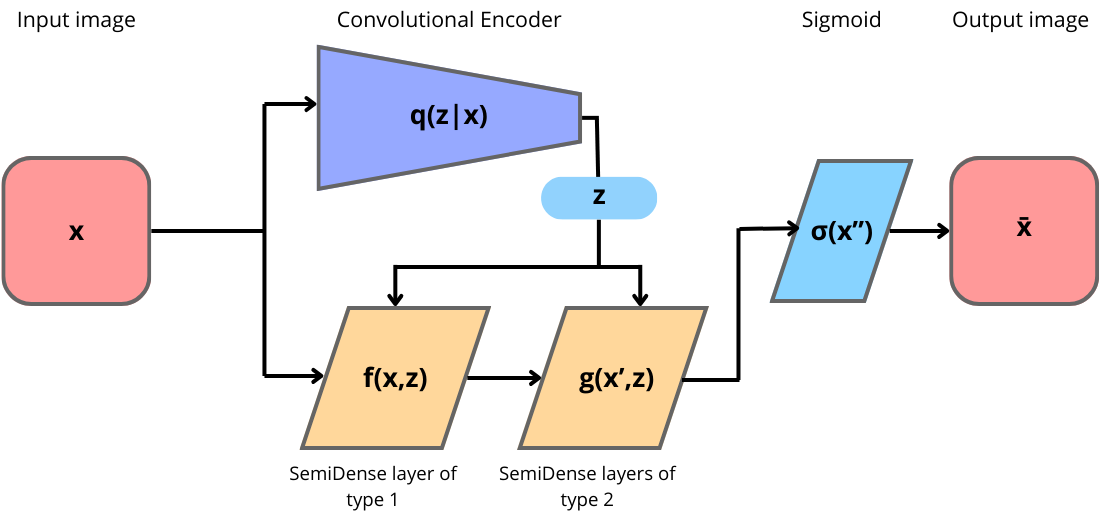 Input image
Convolutional Encoder
Sigmoid
Output image
q(z|x)
x
z
σ(x”)
x̄
f(x,z)
g(x’,z)
SemiDense layer of
type 1
SemiDense layers of
type 2